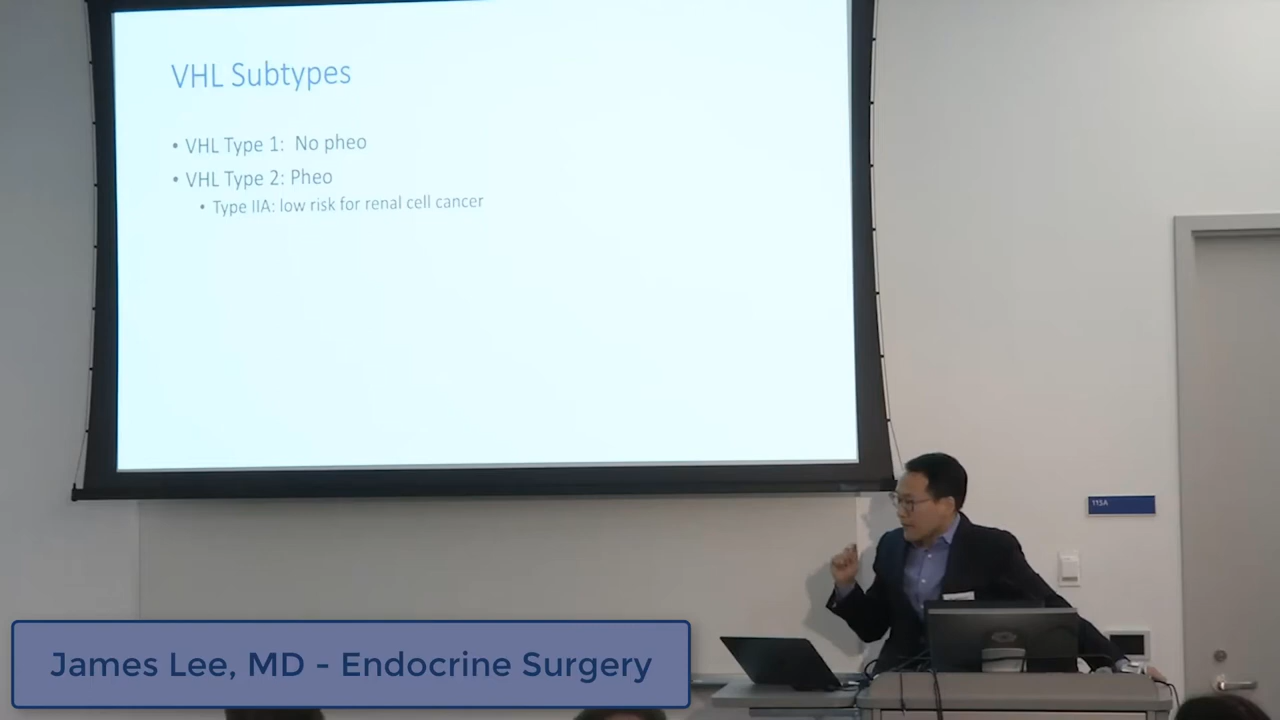 VHL Subtypes
• VHL Type 1: No pheo
• VHL Type 2: Pheo
• Type IIA: low risk for renal cell cancer
115A
James Lee, MD - Endocrine Surgery